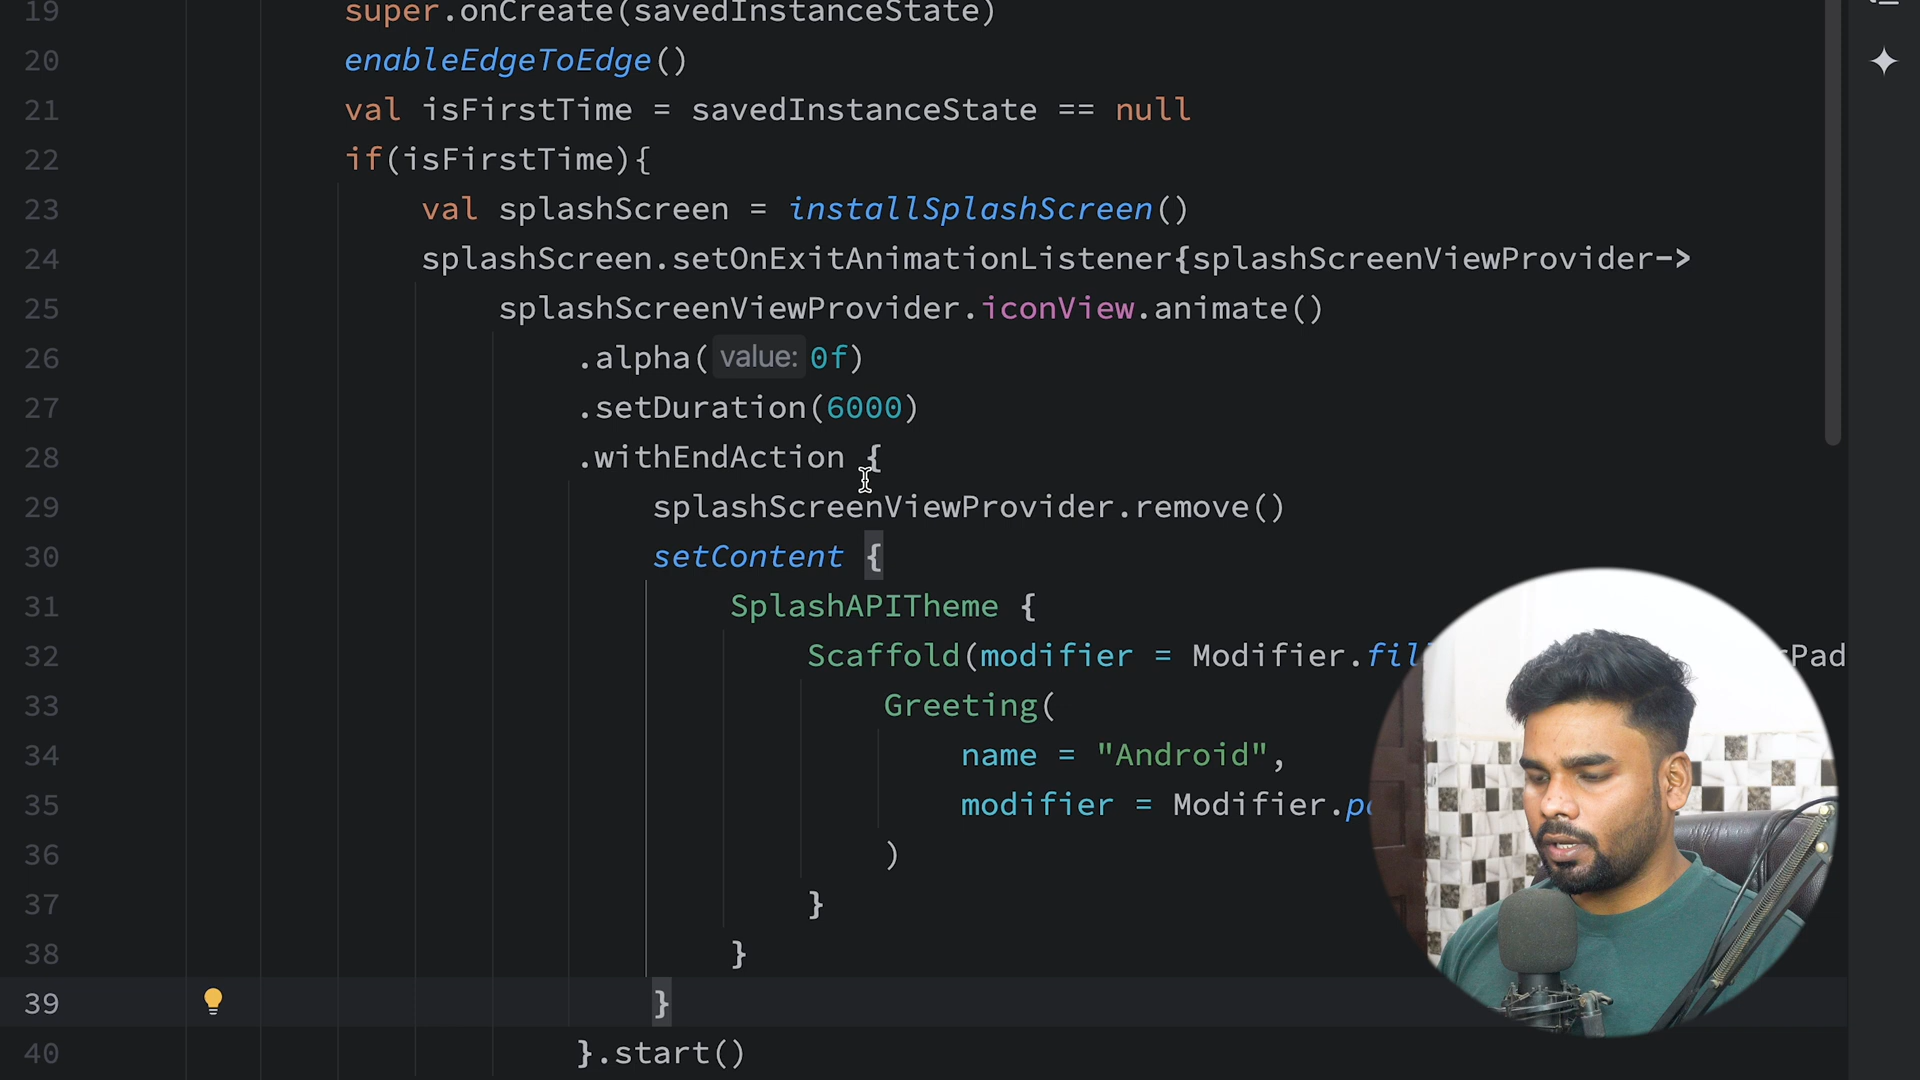 19 super.onCreate(savedInstanceState)
20 enableEdgeToEdge()
21 val isFirstTime = savedInstanceState == null
22 if(isFirstTime){
23 val splashScreen = installSplashScreen()
24 splashScreen.setOnExitAnimationListener{splashScreenViewProvider->
25 splashScreenViewProvider.iconView.animate()
26 .alpha( value: 0f)
27 .setDuration(6000)
28 .withEndAction {
29 splashScreenViewProvider.remove()
30 setContent {
31 SplashAPITheme {
32 Scaffold(modifier = Modifier.fil
33 Greeting(
34 name = "Android",
35 modifier = Modifier.
36 )
37 }
38 }
39 }
40 }.start()